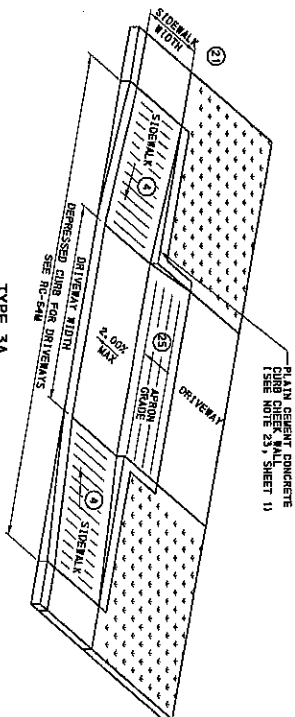 SIDEWALK
WIDTH
21
PLAIN CEMENT CONCRETE
CURB CHEEK WALL
(SEE NOTE 23, SHEET 1)
SIDEWALK
4
25
APRON
GRADE
DRIVEWAY
2.00%
MAX
DRIVEWAY WIDTH
DEPRESSED CURB FOR DRIVEWAYS
SEE RC-64M
4
SIDEWALK
TYPE 3A